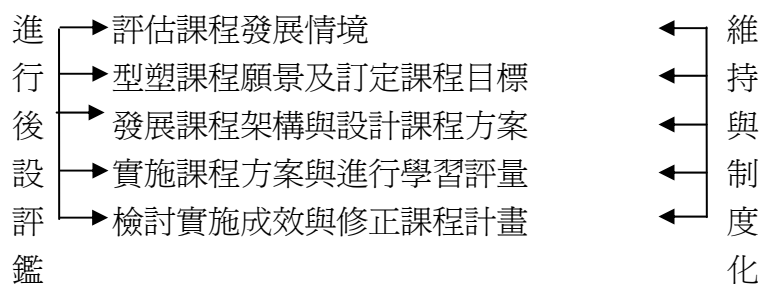 進行後設評鑑
評估課程發展情境
型塑課程願景及訂定課程目標
發展課程架構與設計課程方案
實施課程方案與進行學習評量
檢討實施成效與修正課程計畫
維持與制度化